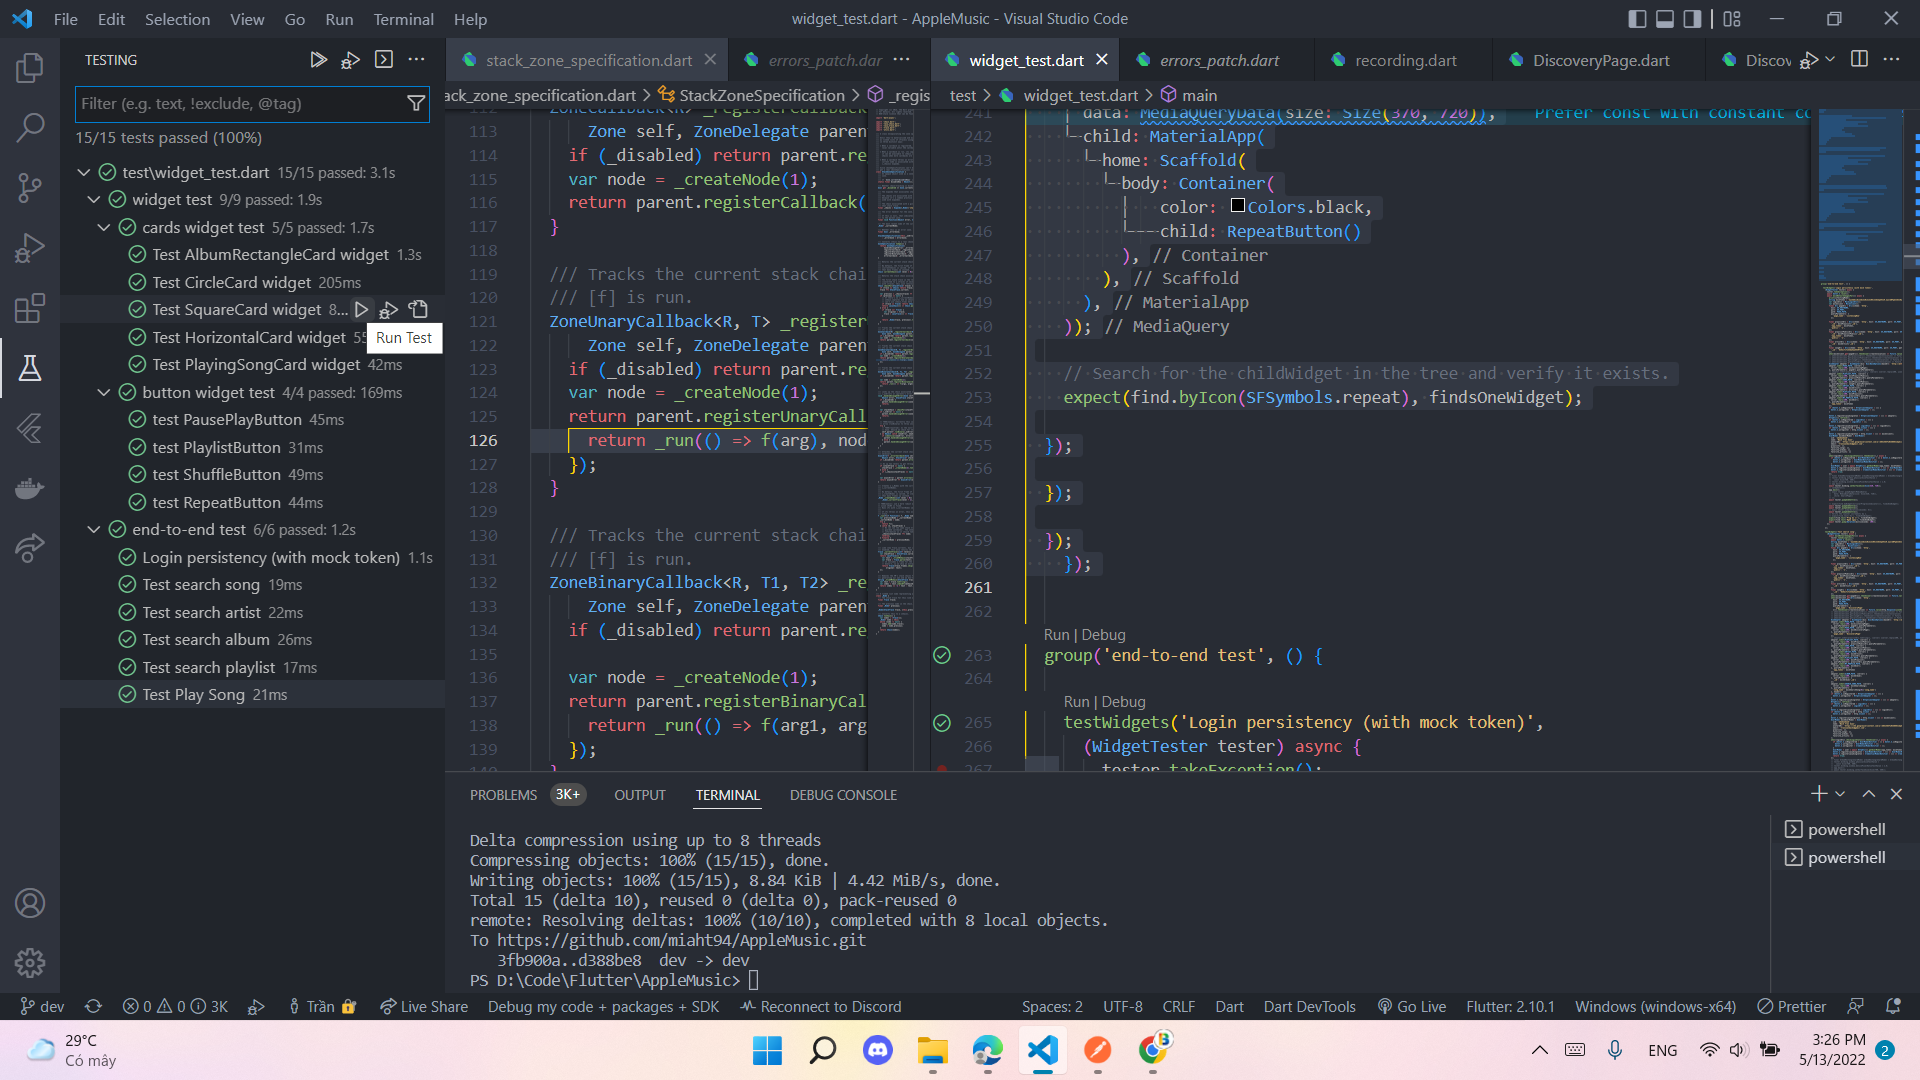 File Edit Selection View Go Run Terminal Help
widget_test.dart - AppleMusic - Visual Studio Code
TESTING
Filter (e.g. text, !exclude, @tag)
15/15 tests passed (100%)
test\widget_test.dart 15/15 passed: 3.1s
widget test 9/9 passed: 1.9s
cards widget test 5/5 passed: 1.7s
Test AlbumRectangleCard widget 1.3s
Test CircleCard widget 205ms
Test SquareCard widget 8...
Test HorizontalCard widget 55
Run Test
Test PlayingSongCard widget 42ms
button widget test 4/4 passed: 169ms
test PausePlayButton 45ms
test PlaylistButton 31ms
test ShuffleButton 49ms
test RepeatButton 44ms
end-to-end test 6/6 passed: 1.2s
Login persistency (with mock token) 1.1s
Test search song 19ms
Test search artist 22ms
Test search album 26ms
Test search playlist 17ms
Test Play Song 21ms
stack_zone_specification.dart
errors_patch.dar
ack_zone_specification.dart > StackZoneSpecification > _regis
113 Zone self, ZoneDelegate paren
114 if (_disabled) return parent.re
115 var node = _createNode(1);
116 return parent.registerCallback(
117 }
118
119 /// Tracks the current stack chai
120 /// [f] is run.
121 ZoneUnaryCallback<R, T> _register
122 Zone self, ZoneDelegate paren
123 if (_disabled) return parent.re
124 var node = _createNode(1);
125 return parent.registerUnaryCall
126 return _run(() => f(arg), nod
127 });
128 }
129
130 /// Tracks the current stack chai
131 /// [f] is run.
132 ZoneBinaryCallback<R, T1, T2> _re
133 Zone self, ZoneDelegate paren
134 if (_disabled) return parent.re
135
136 var node = _createNode(1);
137 return parent.registerBinaryCal
138 return _run(() => f(arg1, arg
139 });
140 }
widget_test.dart
errors_patch.dart
recording.dart
DiscoveryPage.dart
Discov
test > widget_test.dart > main
241 data: MediaQueryData(size: Size(370, 720)), Prefer const with constant co
242 child: MaterialApp(
243 home: Scaffold(
244 body: Container(
245 color: Colors.black,
246 child: RepeatButton()
247 ), // Container
248 ), // Scaffold
249 ), // MaterialApp
250 )); // MediaQuery
251
252 // Search for the childWidget in the tree and verify it exists.
253 expect(find.byIcon(SFSymbols.repeat), findsOneWidget);
254
255 });
256
257 });
258
259 });
260 });
261
262
Run | Debug
263 group('end-to-end test', () {
264
Run | Debug
265 testWidgets('Login persistency (with mock token)',
266 (WidgetTester tester) async {
267 tester.takeException();
PROBLEMS 3K+ OUTPUT TERMINAL DEBUG CONSOLE
Delta compression using up to 8 threads
Compressing objects: 100% (15/15), done.
Writing objects: 100% (15/15), 8.84 KiB | 4.42 MiB/s, done.
Total 15 (delta 10), reused 0 (delta 0), pack-reused 0
remote: Resolving deltas: 100% (10/10), completed with 8 local objects.
To https://github.com/miaht94/AppleMusic.git
3fb900a..d388be8 dev -> dev
PS D:\Code\Flutter\AppleMusic>
powershell
powershell
dev 0 0 3K Trần Live Share Debug my code + packages + SDK Reconnect to Discord Spaces: 2 UTF-8 CRLF Dart Dart DevTools Go Live Flutter: 2.10.1 Windows (windows-x64) Prettier
29°C
Có mây
ENG
3:26 PM
5/13/2022
2